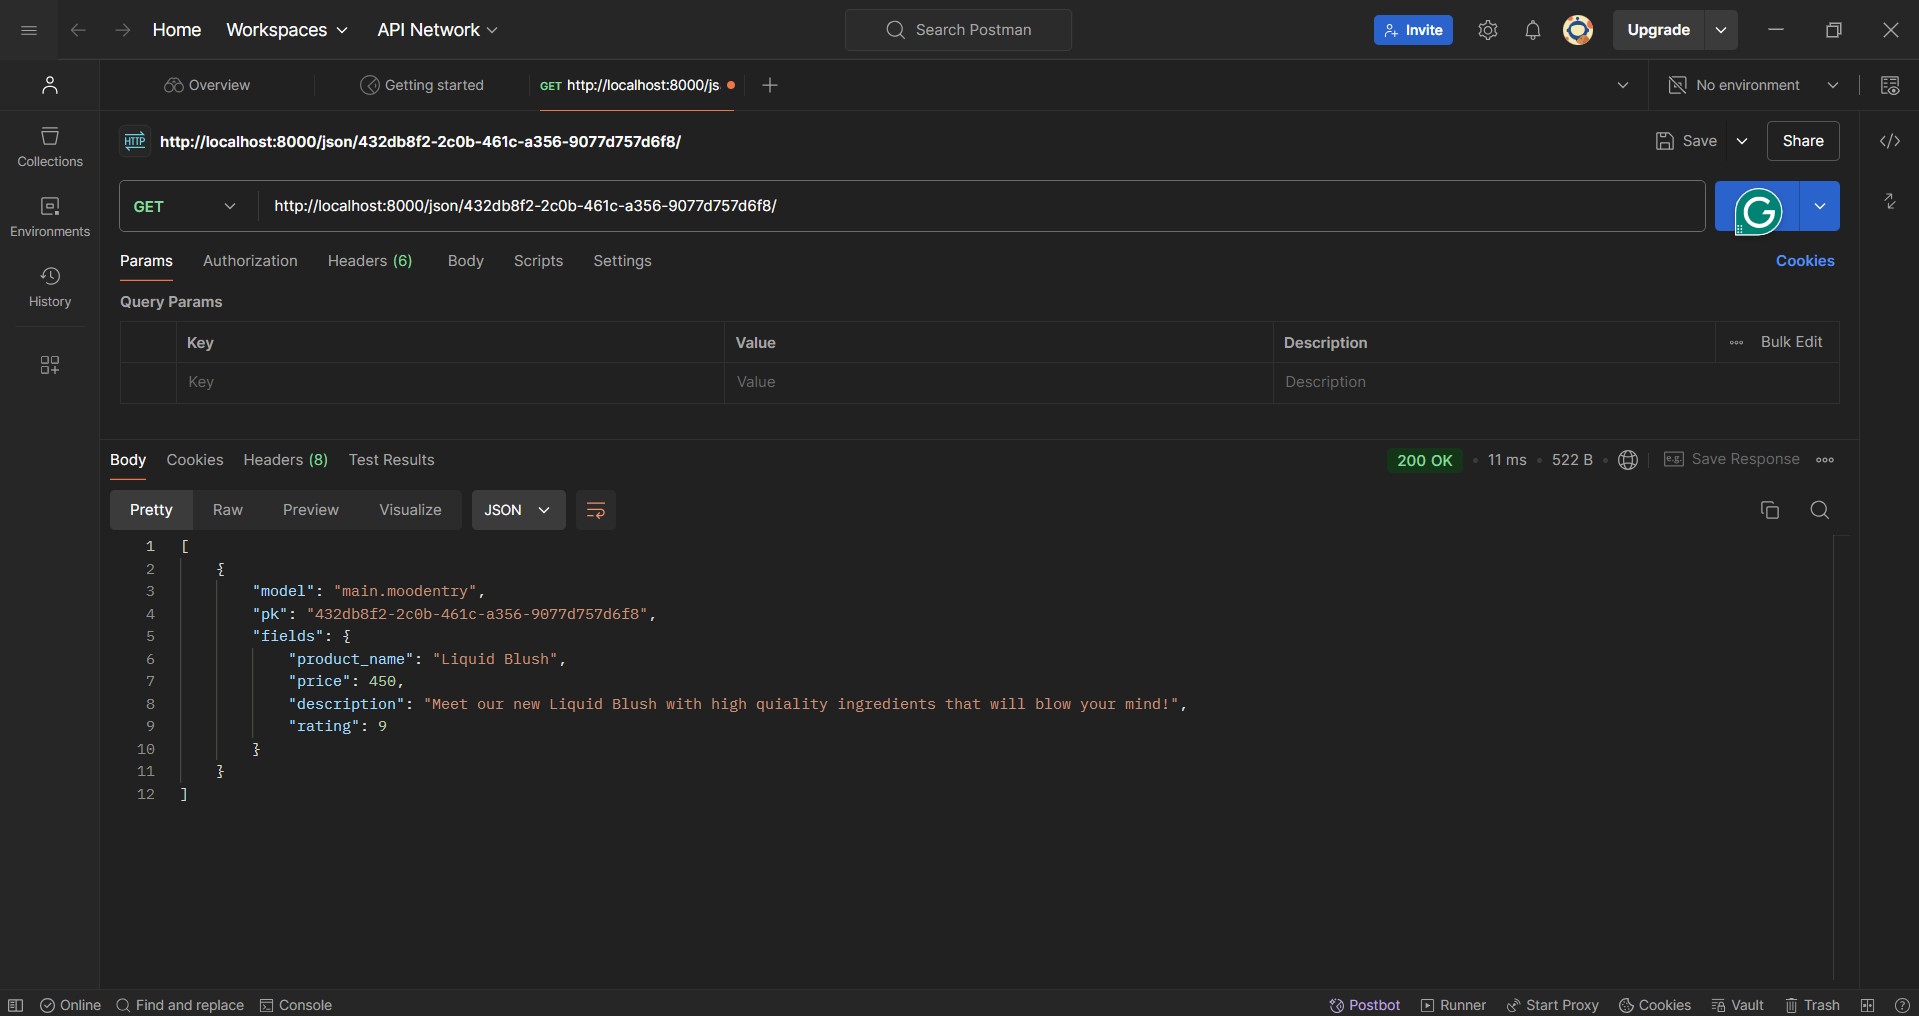 Home Workspaces API Network Search Postman Invite Upgrade
Overview Getting started GET http://localhost:8000/js No environment
HTTP http://localhost:8000/json/432db8f2-2c0b-461c-a356-9077d757d6f8/ Save Share
Collections
Environments
History
GET http://localhost:8000/json/432db8f2-2c0b-461c-a356-9077d757d6f8/
Params Authorization Headers (6) Body Scripts Settings Cookies
Query Params
Key Value Description Bulk Edit
Key Value Description
Body Cookies Headers (8) Test Results 200 OK 11 ms 522 B e.g. Save Response
Pretty Raw Preview Visualize JSON
1 [
2 {
3 "model": "main.moodentry",
4 "pk": "432db8f2-2c0b-461c-a356-9077d757d6f8",
5 "fields": {
6 "product_name": "Liquid Blush",
7 "price": 450,
8 "description": "Meet our new Liquid Blush with high quiality ingredients that will blow your mind!",
9 "rating": 9
10 }
11 }
12 ]
Online Find and replace Console Postbot Runner Start Proxy Cookies Vault Trash